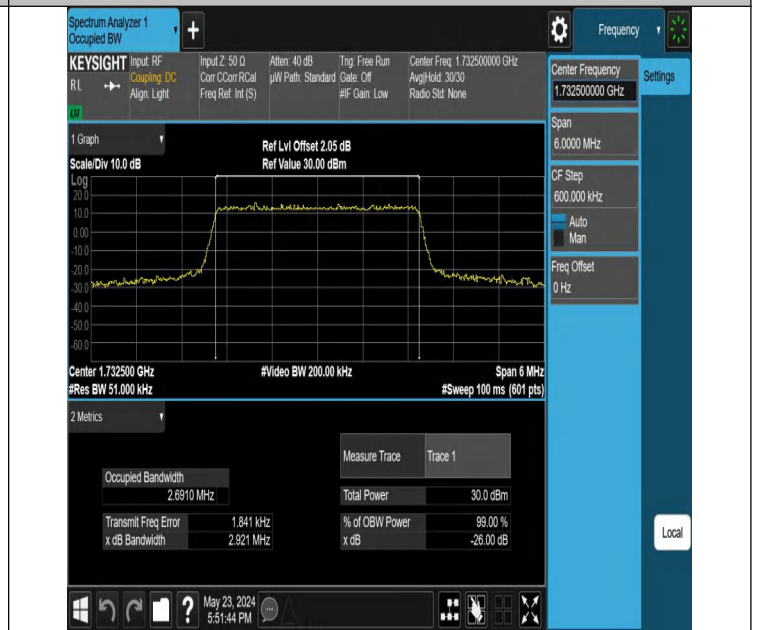 Spectrum Analyzer 1
Occupied BW
+
Frequency
KEYSIGHT Input: RF Input Z: 50 Ω Atten: 40 dB Trig: Free Run Center Freq: 1.732500000 GHz
RL Coupling: DC Corr CCorr RCal µW Path: Standard Gate: Off Avg|Hold: 30/30
Align: Light Freq Ref: Int (S) #IF Gain: Low Radio Std: None
LXI
Center Frequency
1.732500000 GHz
Settings
Span
6.0000 MHz
CF Step
600.000 kHz
Auto
Man
Freq Offset
0 Hz
Local
1 Graph
Ref Lvl Offset 2.05 dB
Scale/Div 10.0 dB Ref Value 30.00 dBm
Log
20.0
10.0
0.00
-10.0
-20.0
-30.0
-40.0
-50.0
-60.0
Center 1.732500 GHz #Video BW 200.00 kHz Span 6 MHz
#Res BW 51.000 kHz #Sweep 100 ms (601 pts)
2 Metrics
Measure Trace Trace 1
Occupied Bandwidth
2.6910 MHz
Total Power 30.0 dBm
Transmit Freq Error 1.841 kHz % of OBW Power 99.00 %
x dB Bandwidth 2.921 MHz x dB -26.00 dB
? May 23, 2024
5:51:44 PM